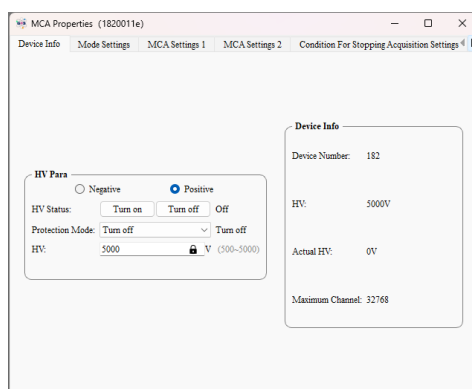 MCA Properties (1820011e)
Device Info Mode Settings MCA Settings 1 MCA Settings 2 Condition For Stopping Acquisition Settings
HV Para
Negative Positive
HV Status: Turn on Turn off Off
Protection Mode: Turn off Turn off
HV: 5000 V (500~5000)
Device Info
Device Number: 182
HV: 5000V
Actual HV: 0V
Maximum Channel: 32768